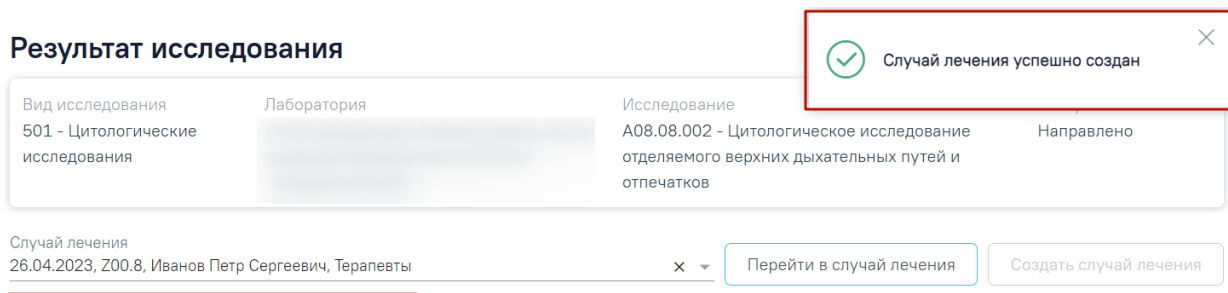 Результат исследования
Случай лечения успешно создан
Вид исследования
Лаборатория
Исследование
501 - Цитологические
исследования
A08.08.002 - Цитологическое исследование
отделяемого верхних дыхательных путей и
отпечатков
Направлено
Случай лечения
26.04.2023, Z00.8, Иванов Петр Сергеевич, Терапевты
Перейти в случай лечения
Создать случай лечения